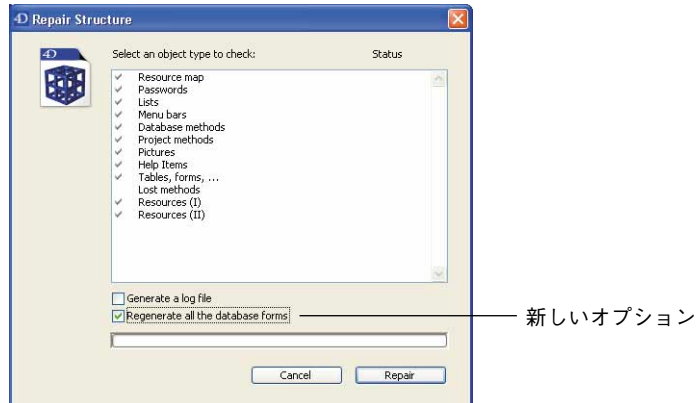 4D Repair Structure
4D
Select an object type to check: Status
Resource map
Passwords
Lists
Menu bars
Database methods
Project methods
Pictures
Help Items
Tables, forms, ...
Lost methods
Resources (I)
Resources (II)
Generate a log file
Regenerate all the database forms
新しいオプション
Cancel Repair